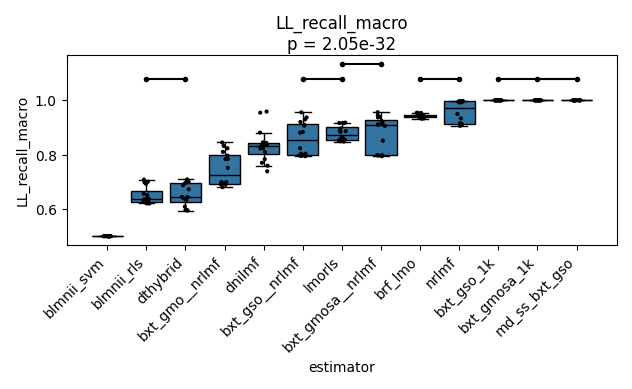 LL_recall_macro
p = 2.05e-32
LL_recall_macro
1.0
0.8
0.6
blmnii_svm
blmnii_rls
dthybrid
bxt_gmo__nrlmf
dnilmf
bxt_gso__nrlmf
lmorls
bxt_gmosa__nrlmf
brf_lmo
nrlmf
bxt_gso_1k
bxt_gmosa_1k
md_ss_bxt_gso
estimator